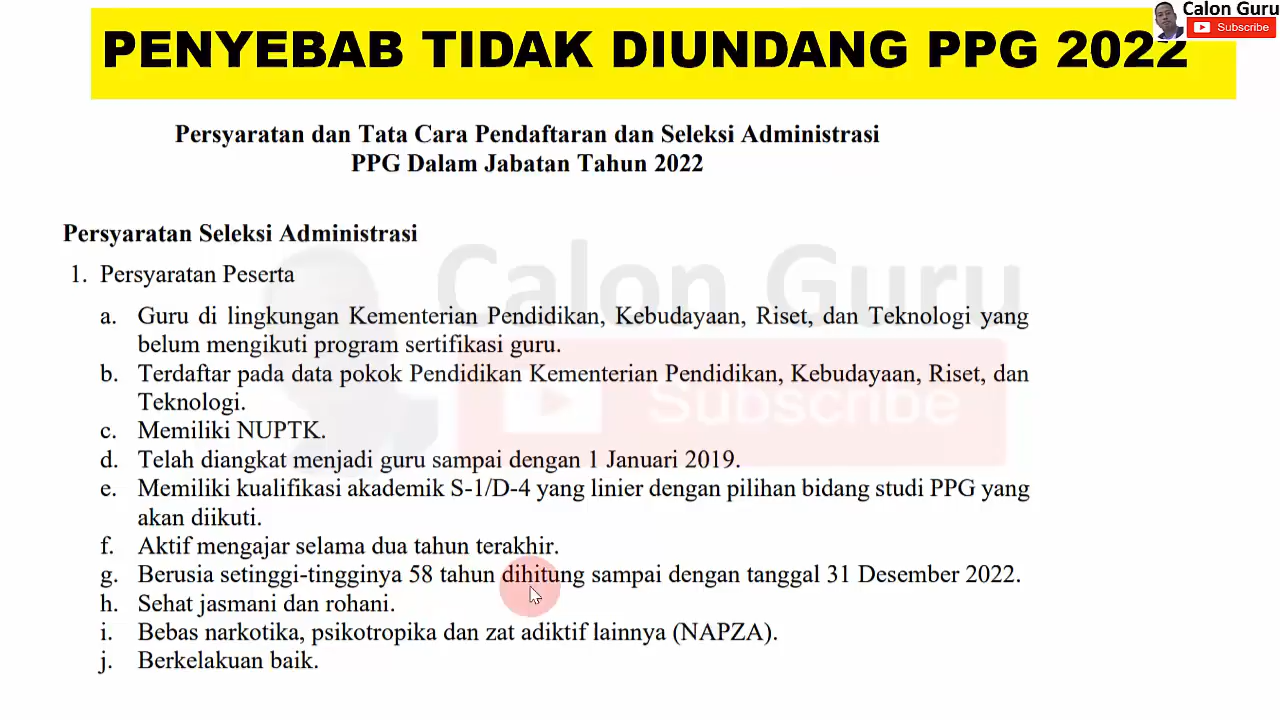 Calon Guru
Subscribe
PENYEBAB TIDAK DIUNDANG PPG 2022
Persyaratan dan Tata Cara Pendaftaran dan Seleksi Administrasi
PPG Dalam Jabatan Tahun 2022
Persyaratan Seleksi Administrasi
1. Persyaratan Peserta
a. Guru di lingkungan Kementerian Pendidikan, Kebudayaan, Riset, dan Teknologi yang
belum mengikuti program sertifikasi guru.
b. Terdaftar pada data pokok Pendidikan Kementerian Pendidikan, Kebudayaan, Riset, dan
Teknologi.
c. Memiliki NUPTK.
d. Telah diangkat menjadi guru sampai dengan 1 Januari 2019.
e. Memiliki kualifikasi akademik S-1/D-4 yang linier dengan pilihan bidang studi PPG yang
akan diikuti.
f. Aktif mengajar selama dua tahun terakhir.
g. Berusia setinggi-tingginya 58 tahun dihitung sampai dengan tanggal 31 Desember 2022.
h. Sehat jasmani dan rohani.
i. Bebas narkotika, psikotropika dan zat adiktif lainnya (NAPZA).
j. Berkelakuan baik.
Calon Guru
Subscribe